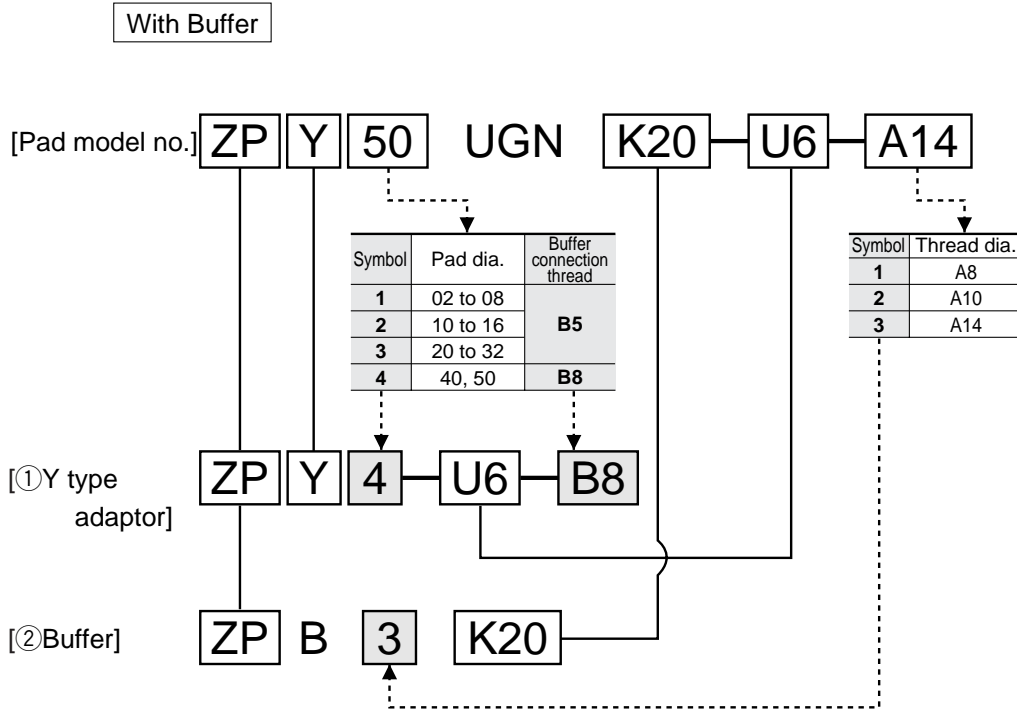 With Buffer
[Pad model no.] ZP Y 50 UGN K20 U6 A14
Symbol Pad dia. Buffer connection thread
1 02 to 08 B5
2 10 to 16
3 20 to 32
4 40, 50 B8
Symbol Thread dia.
1 A8
2 A10
3 A14
[①Y type ZP Y 4 U6 B8
adaptor]
[②Buffer] ZP B 3 K20